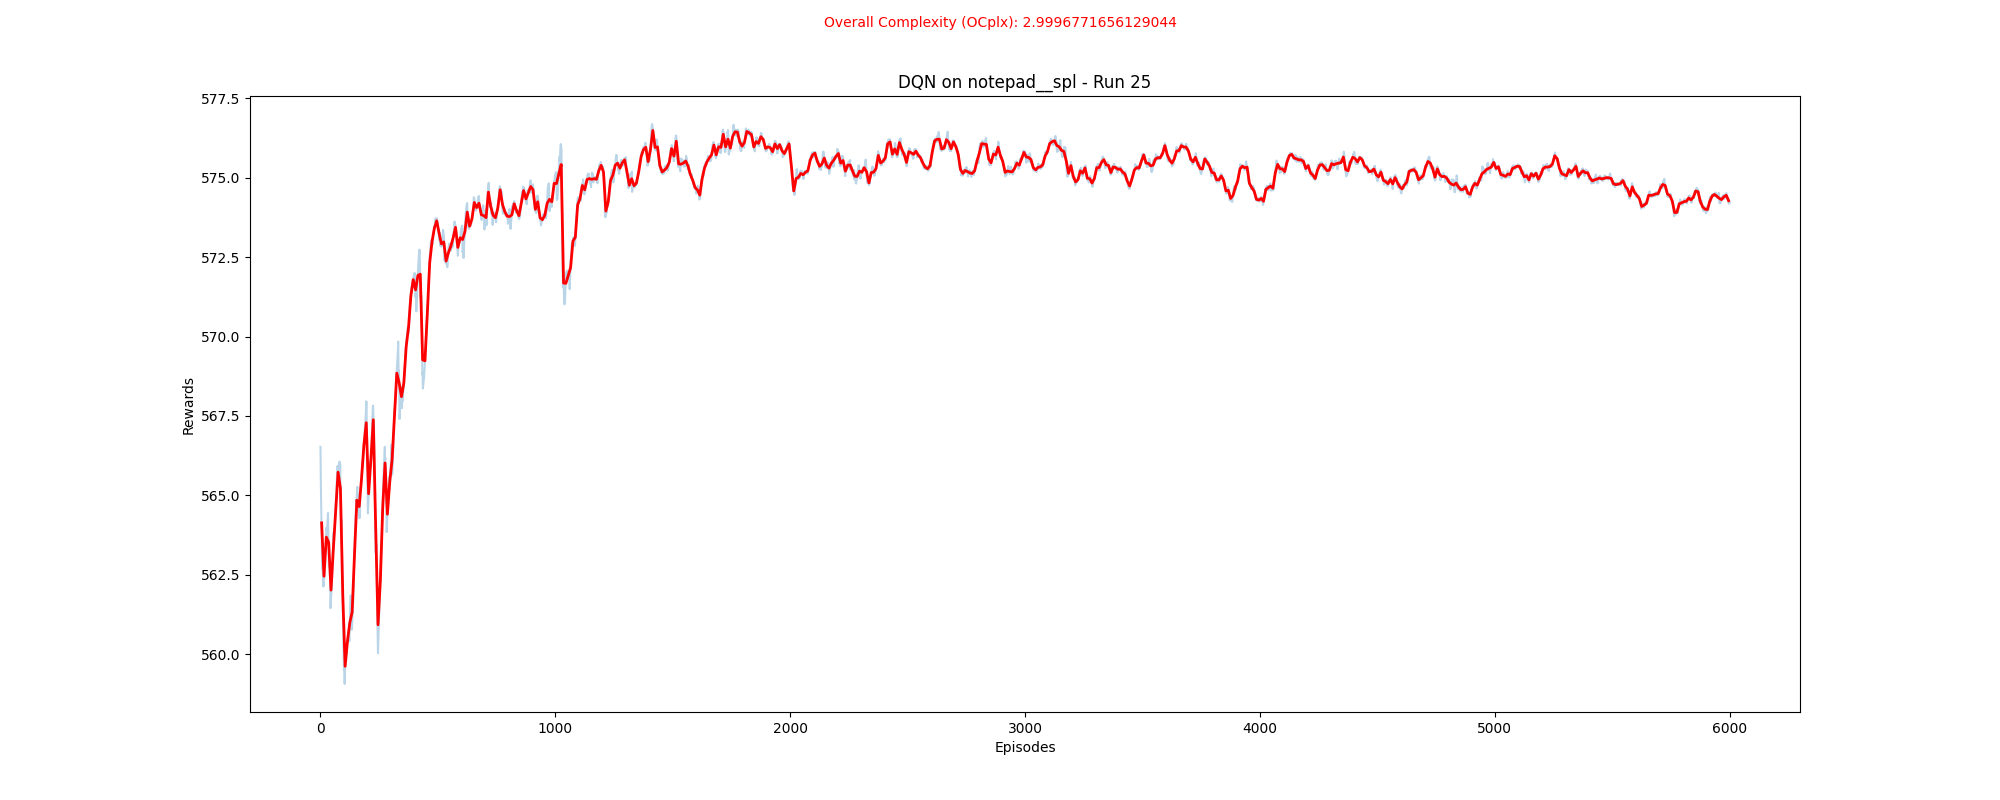 Overall Complexity (OCplx): 2.9996771656129044
DQN on notepad__spl - Run 25
577.5
575.0
572.5
570.0
567.5
565.0
562.5
560.0
Rewards
0 1000 2000 3000 4000 5000 6000
Episodes